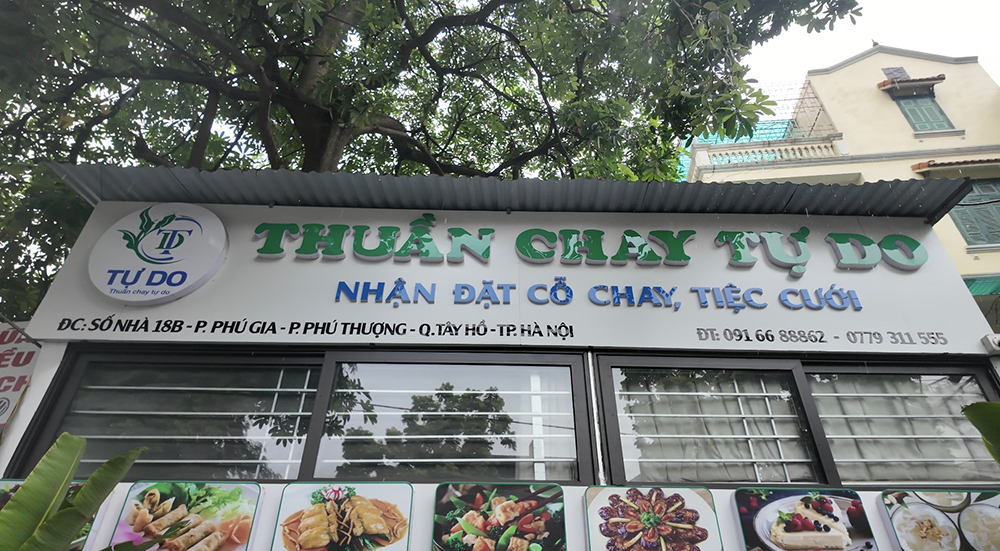 THUẦN CHAY TỰ DO
TD
TỰ DO
Thuần chay tự do
NHẬN ĐẶT CỖ CHAY, TIỆC CƯỚI
ĐC: SỐ NHÀ 18B - P. PHÚ GIA - P. PHÚ THƯỢNG - Q. TÂY HỒ - TP. HÀ NỘI
ĐT: 091 66 88862 - 0779 311 555